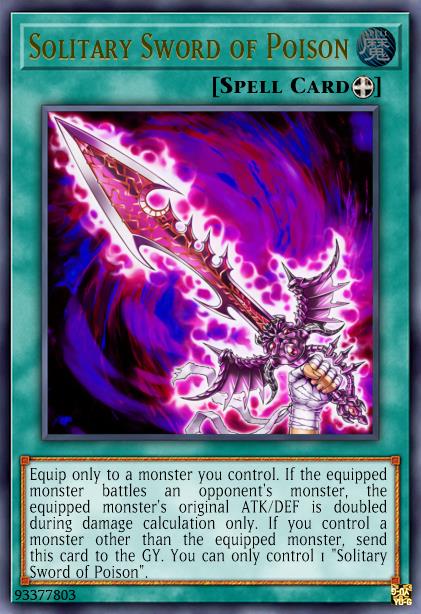 SOLITARY SWORD OF POISON
魔
[SPELL CARD]
Equip only to a monster you control. If the equipped
monster battles an opponent's monster, the
equipped monster's original ATK/DEF is doubled
during damage calculation only. If you control a
monster other than the equipped monster, send
this card to the GY. You can only control 1 "Solitary
Sword of Poison".
93377803